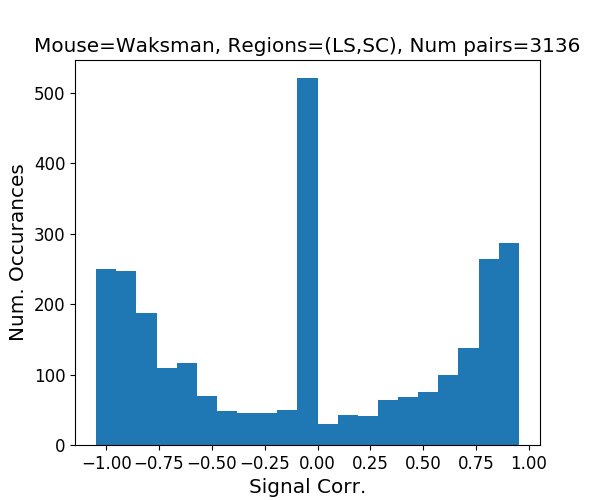 Mouse=Waksman, Regions=(LS,SC), Num pairs=3136
Num. Occurances
500
400
300
200
100
0
−1.00 −0.75 −0.50 −0.25 0.00 0.25 0.50 0.75 1.00
Signal Corr.